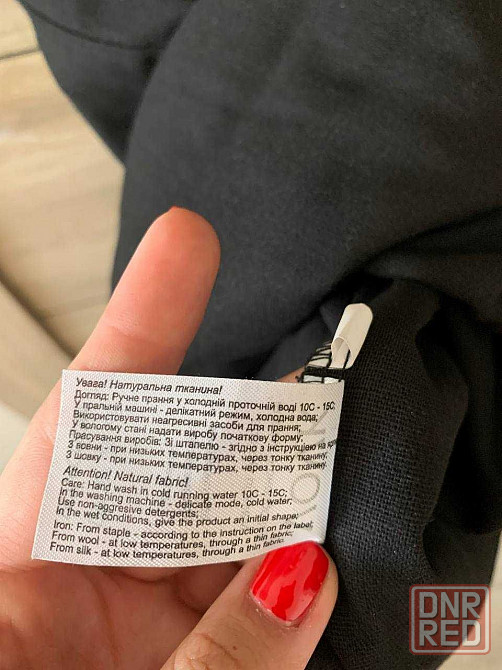 Увага! Натуральна тканина!
Догляд: Ручне прання у холодній проточній воді 10С - 15С;
У пральній машині - делікатний режим, холодна вода;
Використовувати неагресивні засоби для прання;
У вологому стані надати виробу початкову форму;
Прасування виробів: Зі штапелю - згідно з інструкцією на
З вовни - при низьких температурах, через тонку тканину;
З шовку - при низьких температурах, через тонку тканину.
Attention! Natural fabric!
Care: Hand wash in cold running water 10C - 15C;
In the washing machine - delicate mode, cold water;
Use non-aggresive detergents;
In the wet conditions, give the product an initial shape;
Iron: From staple - according to the instruction on the label;
From wool - at low temperatures, through a thin fabric;
From silk - at low temperatures, through a thin fabric.
DNR
RED